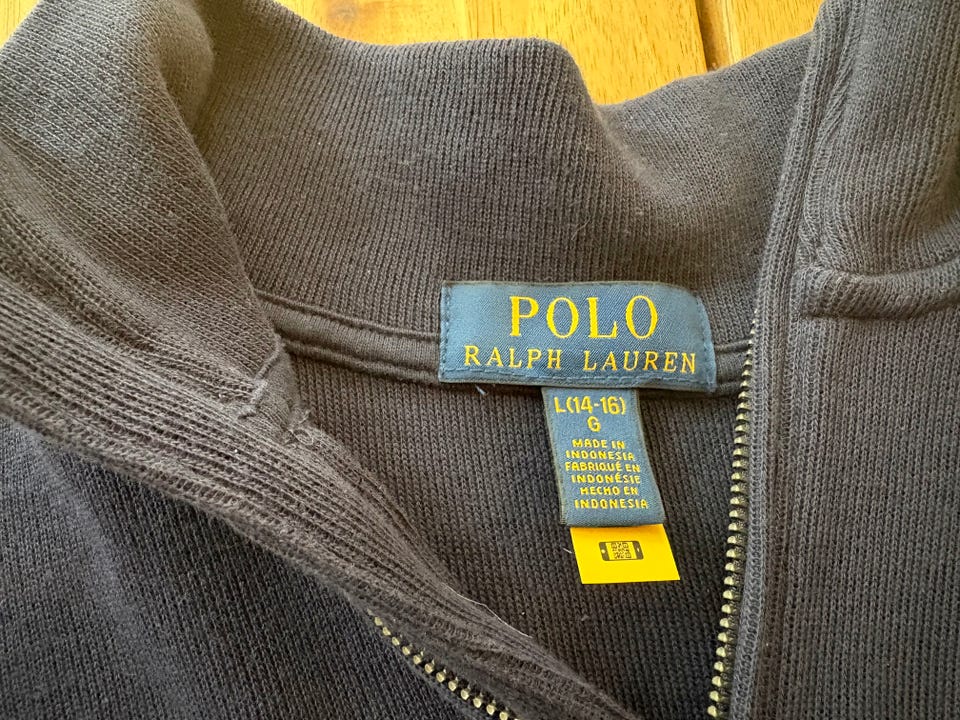 POLO
RALPH LAUREN
L(14-16)
G
MADE IN
INDONESIA
FABRIQUÉ EN
INDONÉSIE
HECHO EN
INDONESIA